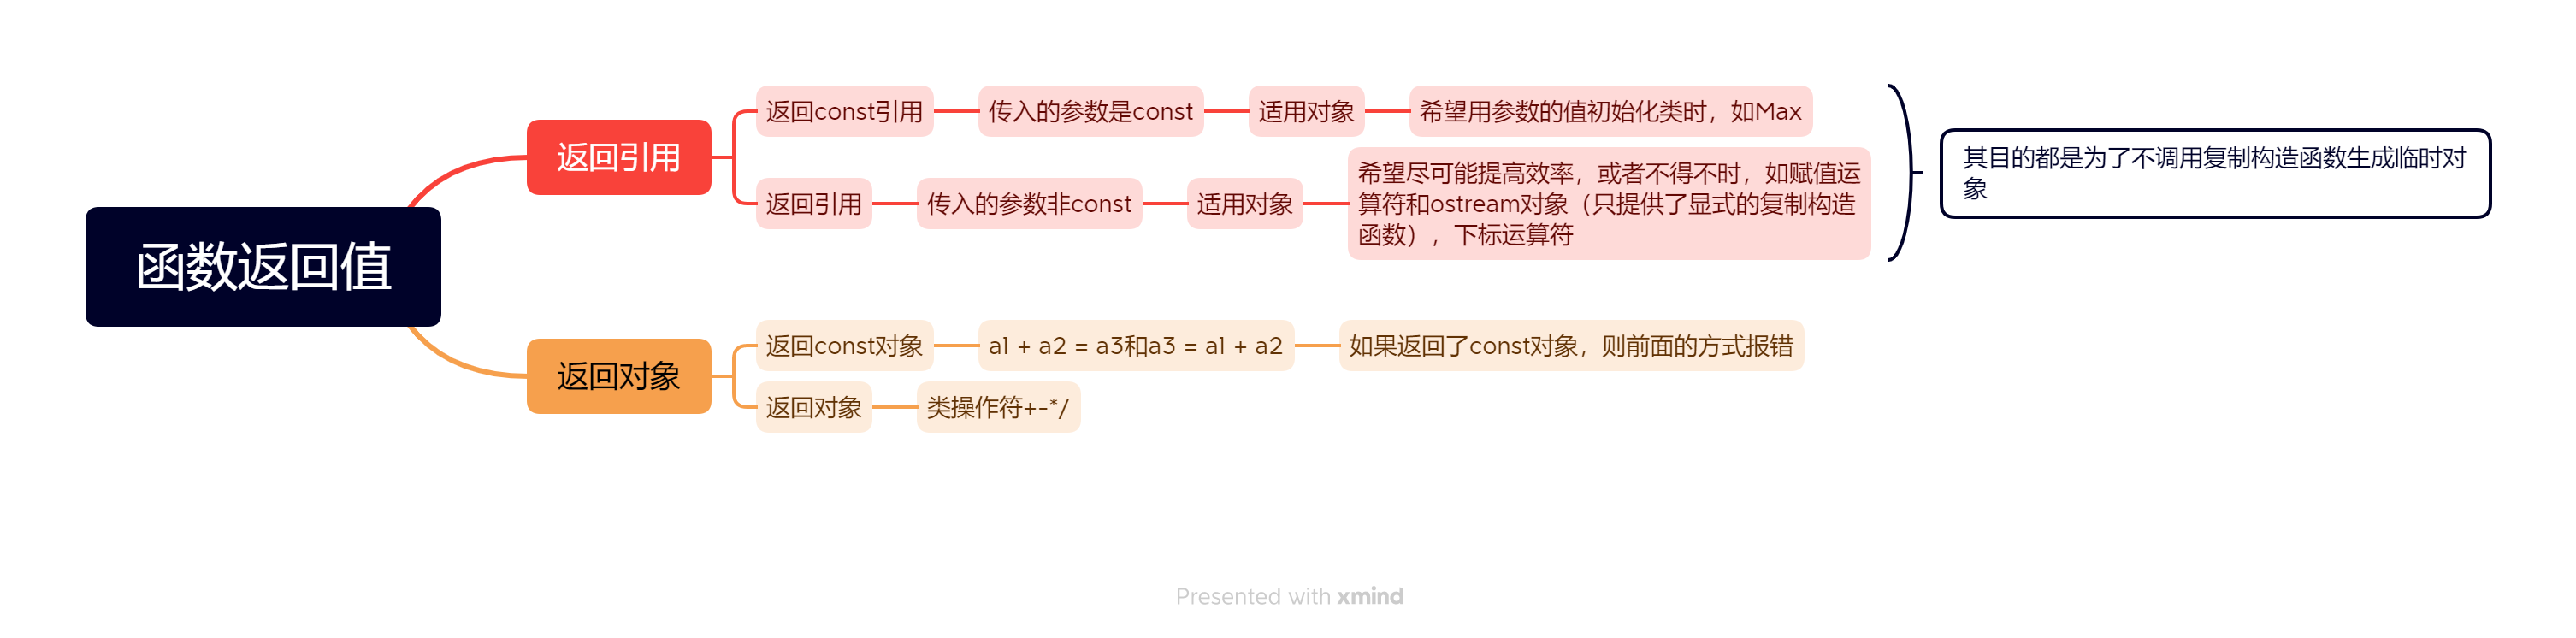 函数返回值
返回引用
返回const引用
传入的参数是const
适用对象
希望用参数的值初始化类时，如Max
返回引用
传入的参数非const
适用对象
希望尽可能提高效率，或者不得不时，如赋值运
算符和ostream对象（只提供了显式的复制构造
函数），下标运算符
其目的都是为了不调用复制构造函数生成临时对
象
返回对象
返回const对象
a1 + a2 = a3和a3 = a1 + a2
如果返回了const对象，则前面的方式报错
返回对象
类操作符+-*/
Presented with xmind